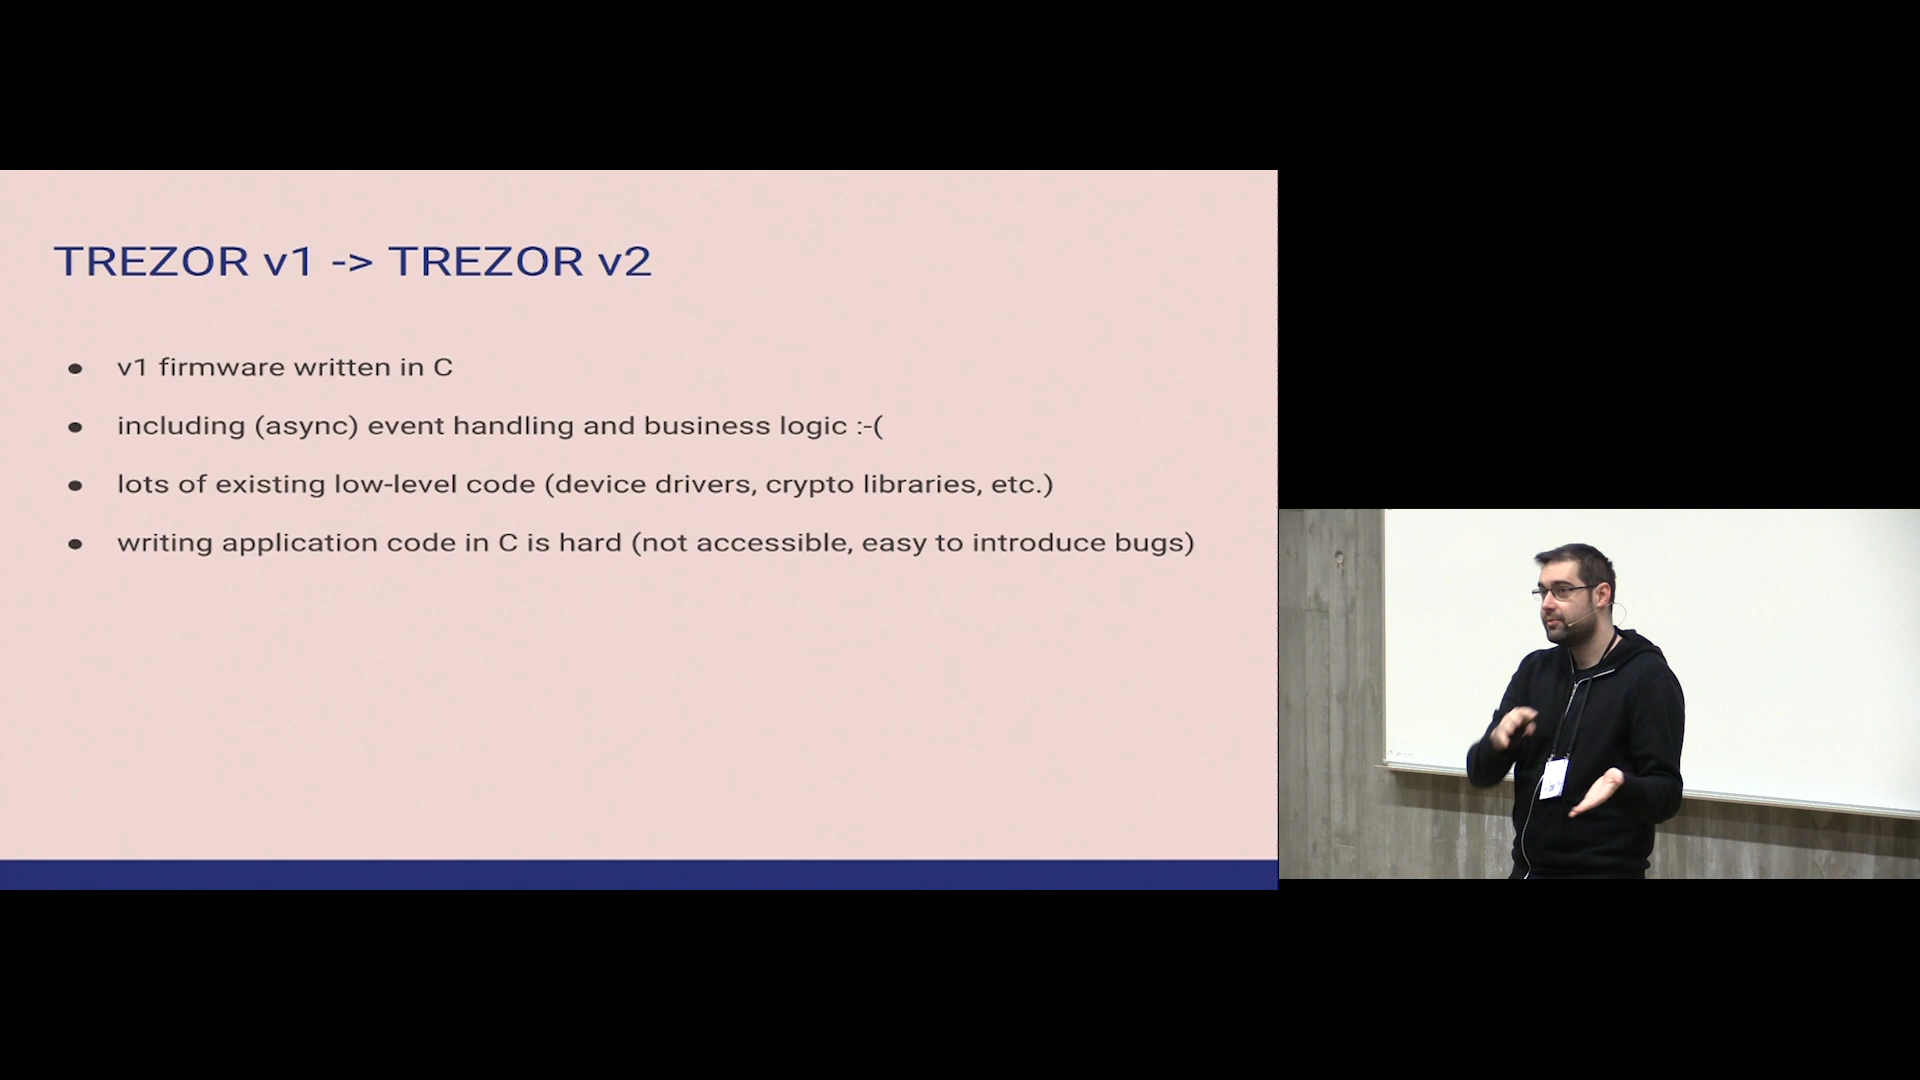 TREZOR v1 -> TREZOR v2
v1 firmware written in C
including (async) event handling and business logic :-(
lots of existing low-level code (device drivers, crypto libraries, etc.)
writing application code in C is hard (not accessible, easy to introduce bugs)